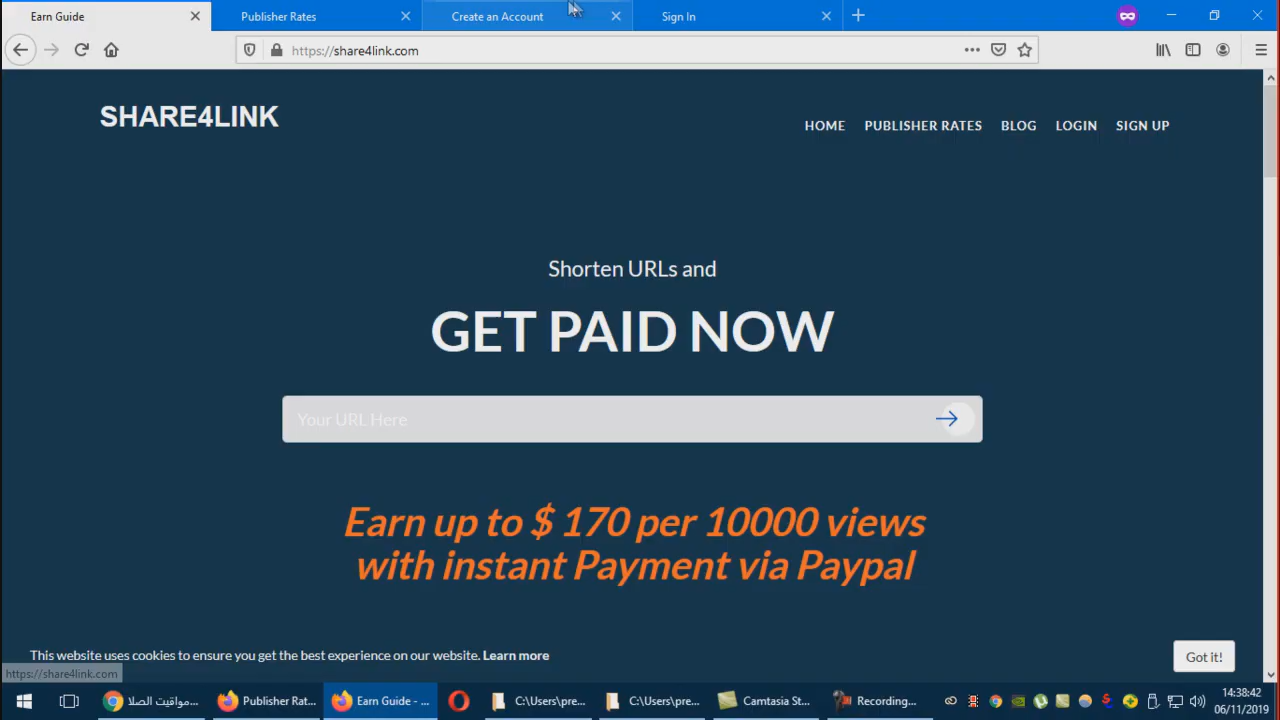 Earn Guide
Publisher Rates
Create an Account
Sign In
https://share4link.com
SHARE4LINK
HOME
PUBLISHER RATES
BLOG
LOGIN
SIGN UP
Shorten URLs and
GET PAID NOW
Your URL Here
Earn up to $ 170 per 10000 views
with instant Payment via Paypal
This website uses cookies to ensure you get the best experience on our website. Learn more
Got it!
https://share4link.com
مواقيت الصلا...
Publisher Rat...
Earn Guide - ...
C:\Users\pre...
C:\Users\pre...
Camtasia St...
Recording...
14:38:42
06/11/2019